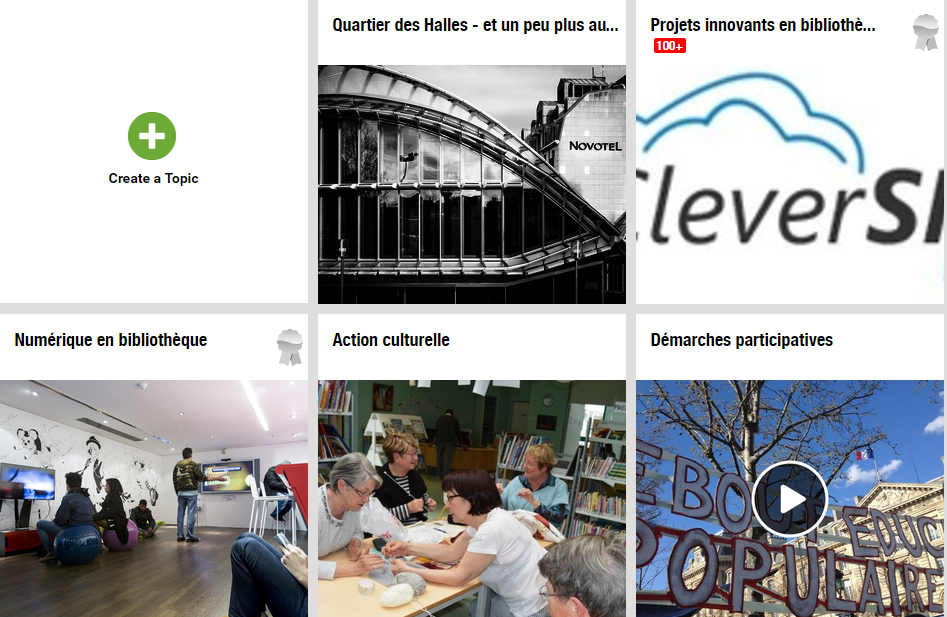 Create a Topic
Quartier des Halles - et un peu plus au...
NOVOTEL
Projets innovants en bibliothè...
100+
Numérique en bibliothèque
Action culturelle
Démarches participatives
EDUC
POPULAIRE